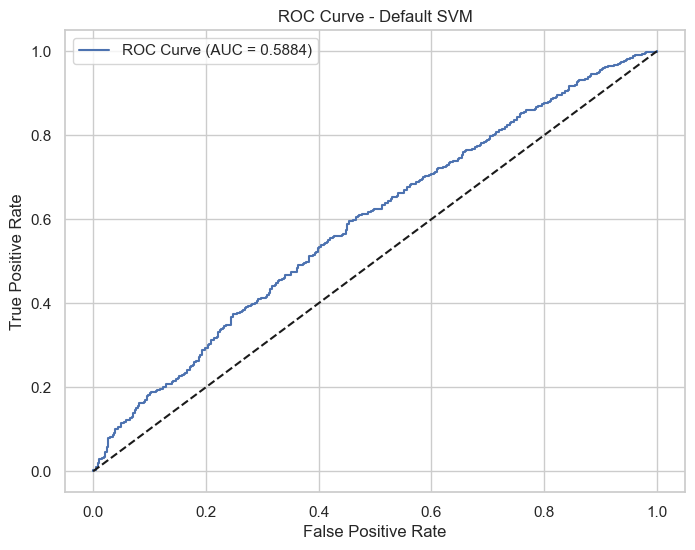 ROC Curve - Default SVM
ROC Curve (AUC = 0.5884)
True Positive Rate
1.0
0.8
0.6
0.4
0.2
0.0
0.0 0.2 0.4 0.6 0.8 1.0
False Positive Rate